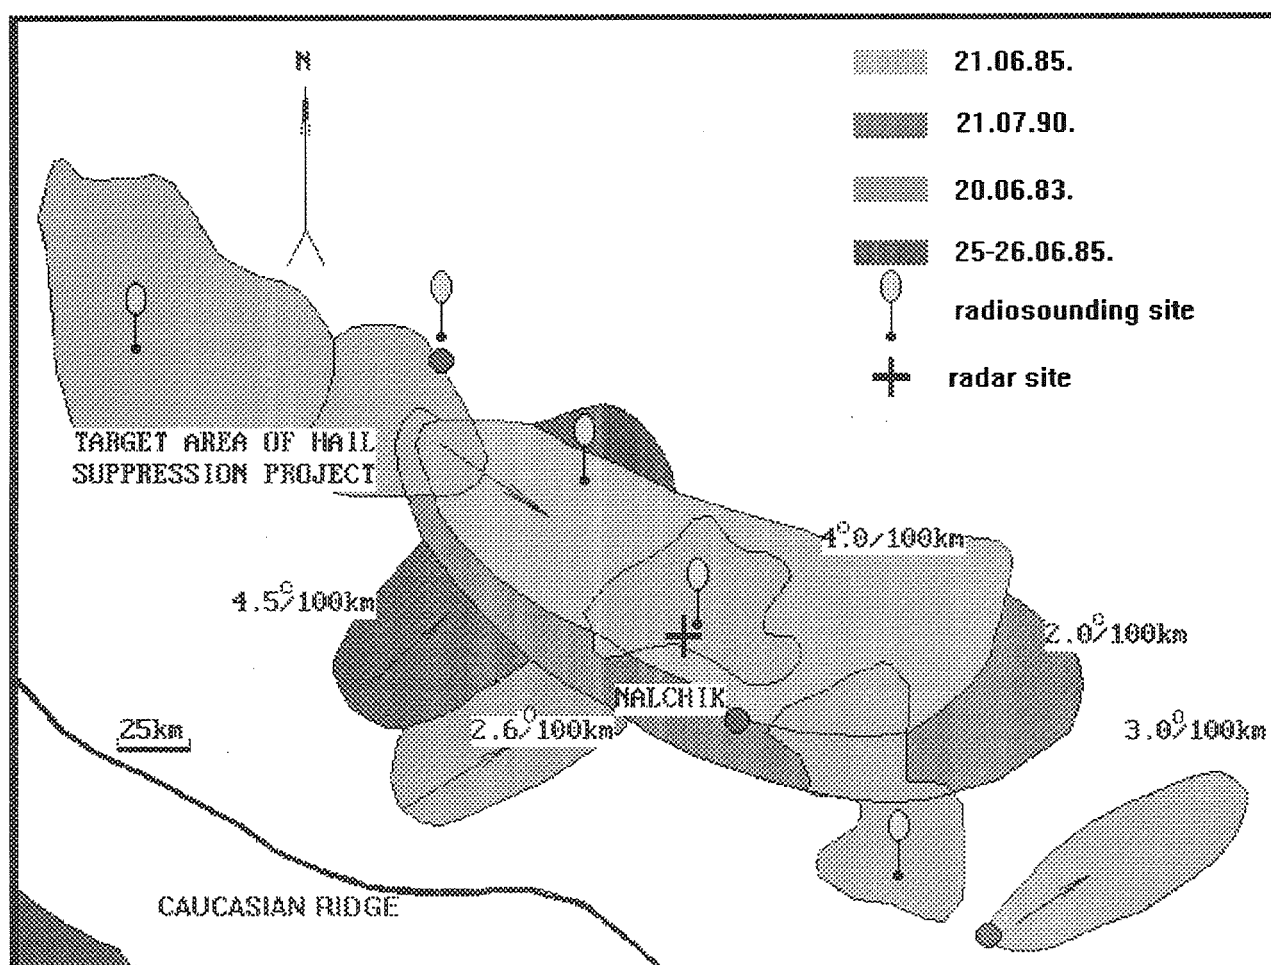 N
21.06.85.
21.07.90.
20.06.83.
25-26.06.85.
radiosounding site
radar site
TARGET AREA OF HAIL
SUPPRESSION PROJECT
4.0°/100km
4.5°/100km
2.0°/100km
NALCHIK
2.6°/100km
25km
3.0°/100km
CAUCASIAN RIDGE